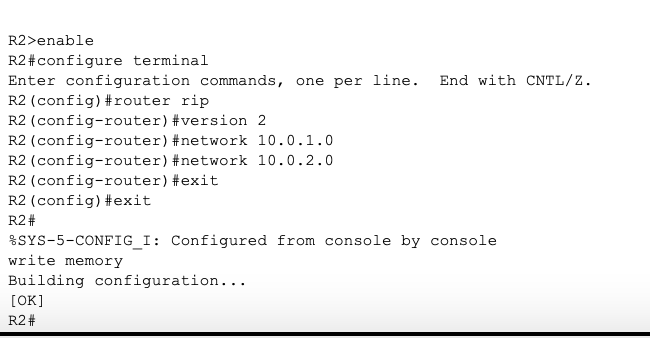 R2>enable
R2#configure terminal
Enter configuration commands, one per line.  End with CNTL/Z.
R2(config)#router rip
R2(config-router)#version 2
R2(config-router)#network 10.0.1.0
R2(config-router)#network 10.0.2.0
R2(config-router)#exit
R2(config)#exit
R2#
%SYS-5-CONFIG_I: Configured from console by console
write memory
Building configuration...
[OK]
R2#